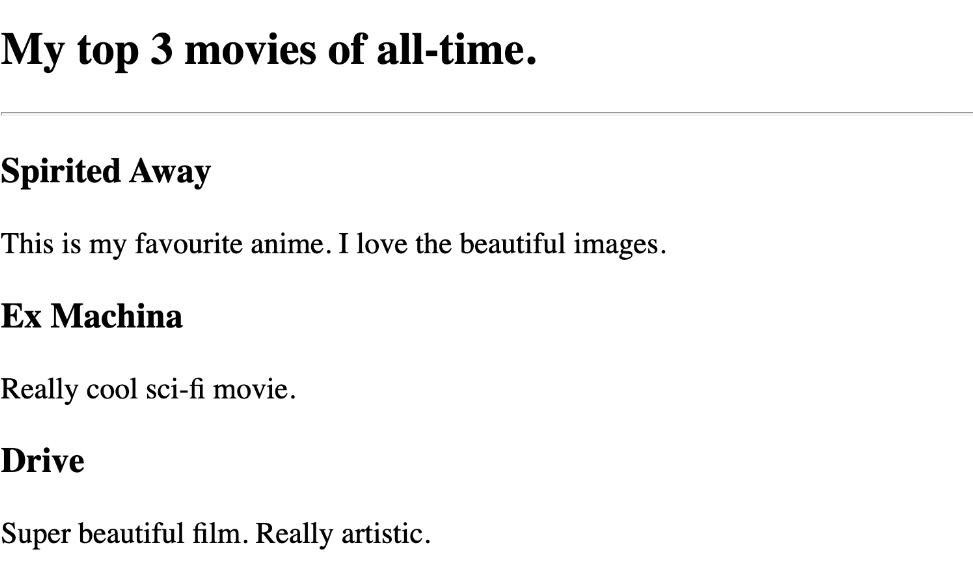 My top 3 movies of all-time.
Spirited Away
This is my favourite anime. I love the beautiful images.
Ex Machina
Really cool sci-fi movie.
Drive
Super beautiful film. Really artistic.